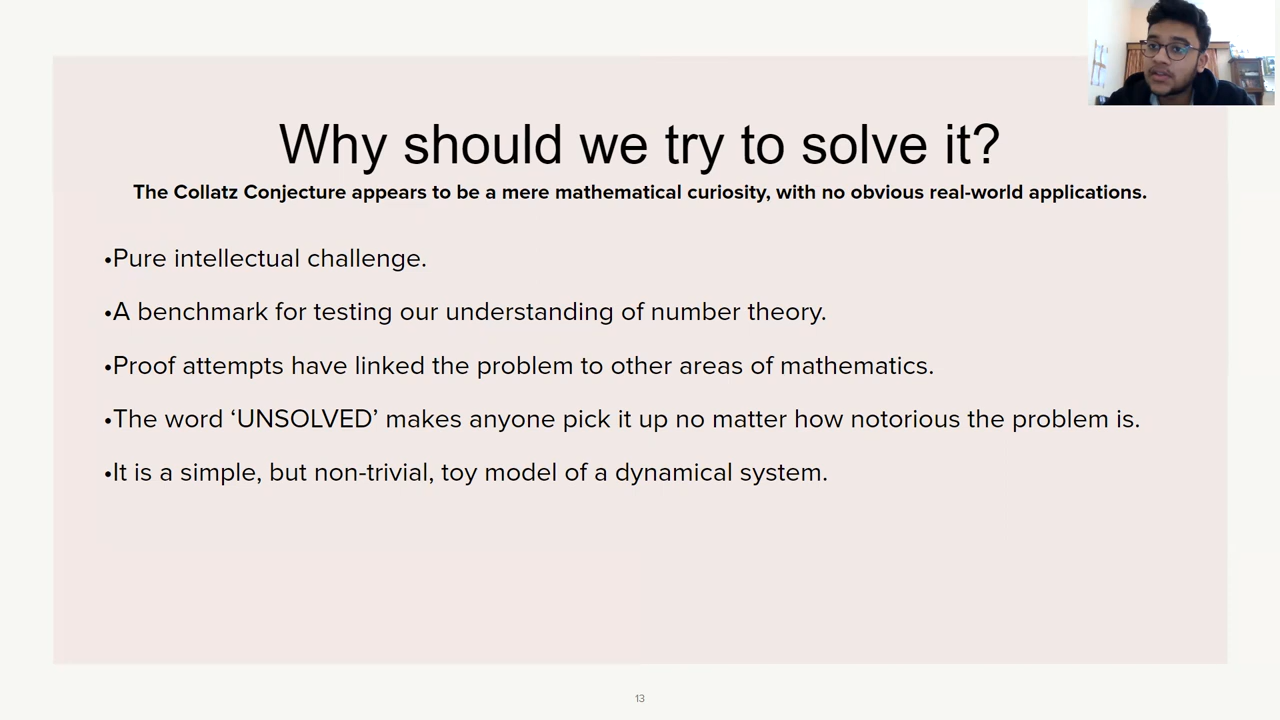 Why should we try to solve it?
The Collatz Conjecture appears to be a mere mathematical curiosity, with no obvious real-world applications.
•Pure intellectual challenge.
•A benchmark for testing our understanding of number theory.
•Proof attempts have linked the problem to other areas of mathematics.
•The word ‘UNSOLVED’ makes anyone pick it up no matter how notorious the problem is.
•It is a simple, but non-trivial, toy model of a dynamical system.
13